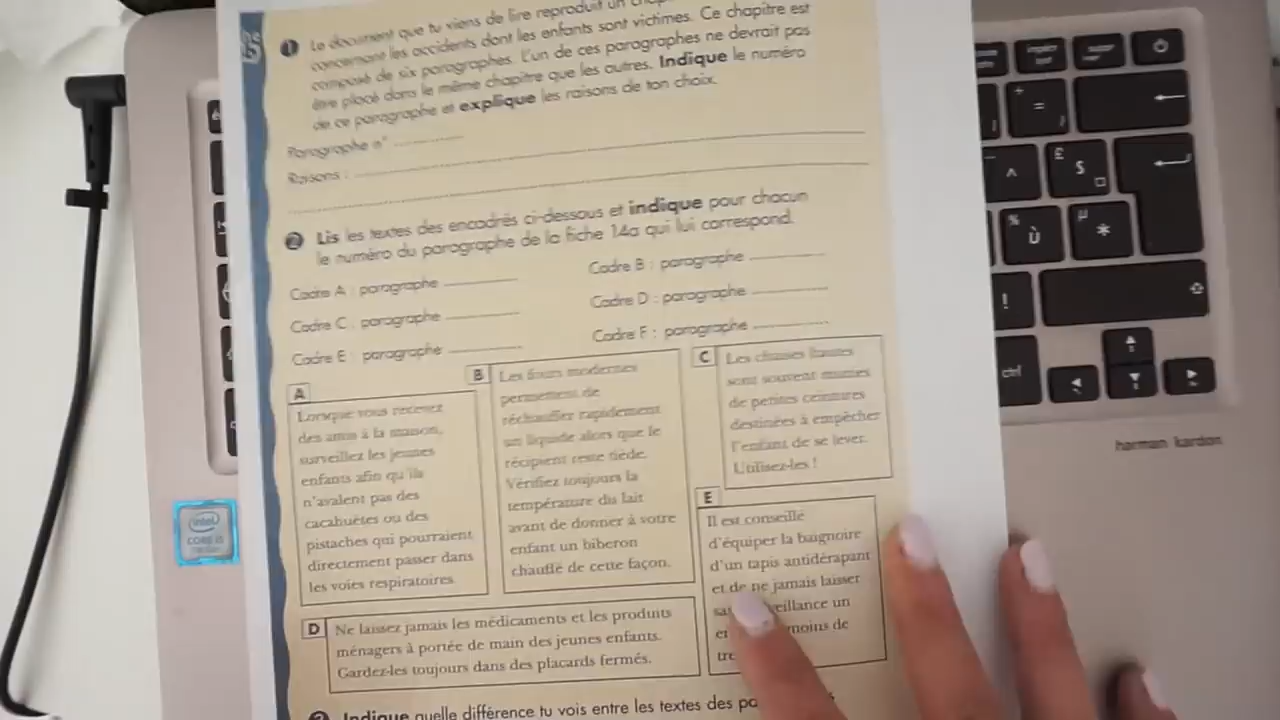 1 Le document que tu viens de lire reproduit un
concernant les accidents dont les enfants sont victimes. Ce chapitre est
composé de six paragraphes. L'un de ces paragraphes ne devrait pas
être placé dans le même chapitre que les autres. Indique le numéro
de ce paragraphe et explique les raisons de ton choix.
Paragraphe n°
Raisons :
2 Lis les textes des encadrés ci-dessous et indique pour chacun
le numéro du paragraphe de la fiche 14a qui lui correspond.
Cadre A : paragraphe
Cadre B : paragraphe
Cadre C : paragraphe
Cadre D : paragraphe
Cadre E : paragraphe
Cadre F : paragraphe
A
Lorsque vous recevez
des amis à la maison,
surveillez les jeunes
enfants afin qu'ils
n'avalent pas des
cacahuètes ou des
pistaches qui pourraient
directement passer dans
les voies respiratoires.
B
Les fours modernes
permettent de
réchauffer rapidement
un liquide alors que le
récipient reste tiède.
Vérifiez toujours la
température du lait
avant de donner à votre
enfant un biberon
chauffé de cette façon.
C
Les chaises hautes
sont souvent munies
de petites ceintures
destinées à empêcher
l'enfant de se lever.
Utilisez-les !
D
Ne laissez jamais les médicaments et les produits
ménagers à portée de main des jeunes enfants.
Gardez-les toujours dans des placards fermés.
E
Il est conseillé
d'équiper la baignoire
d'un tapis antidérapant
et de ne jamais laisser
un
moins de
Indique quelle différence tu vois entre les textes des
intel
CORE i5
harman kardon
ctrl
=
+
^
£
$
%
ù
µ
*
!